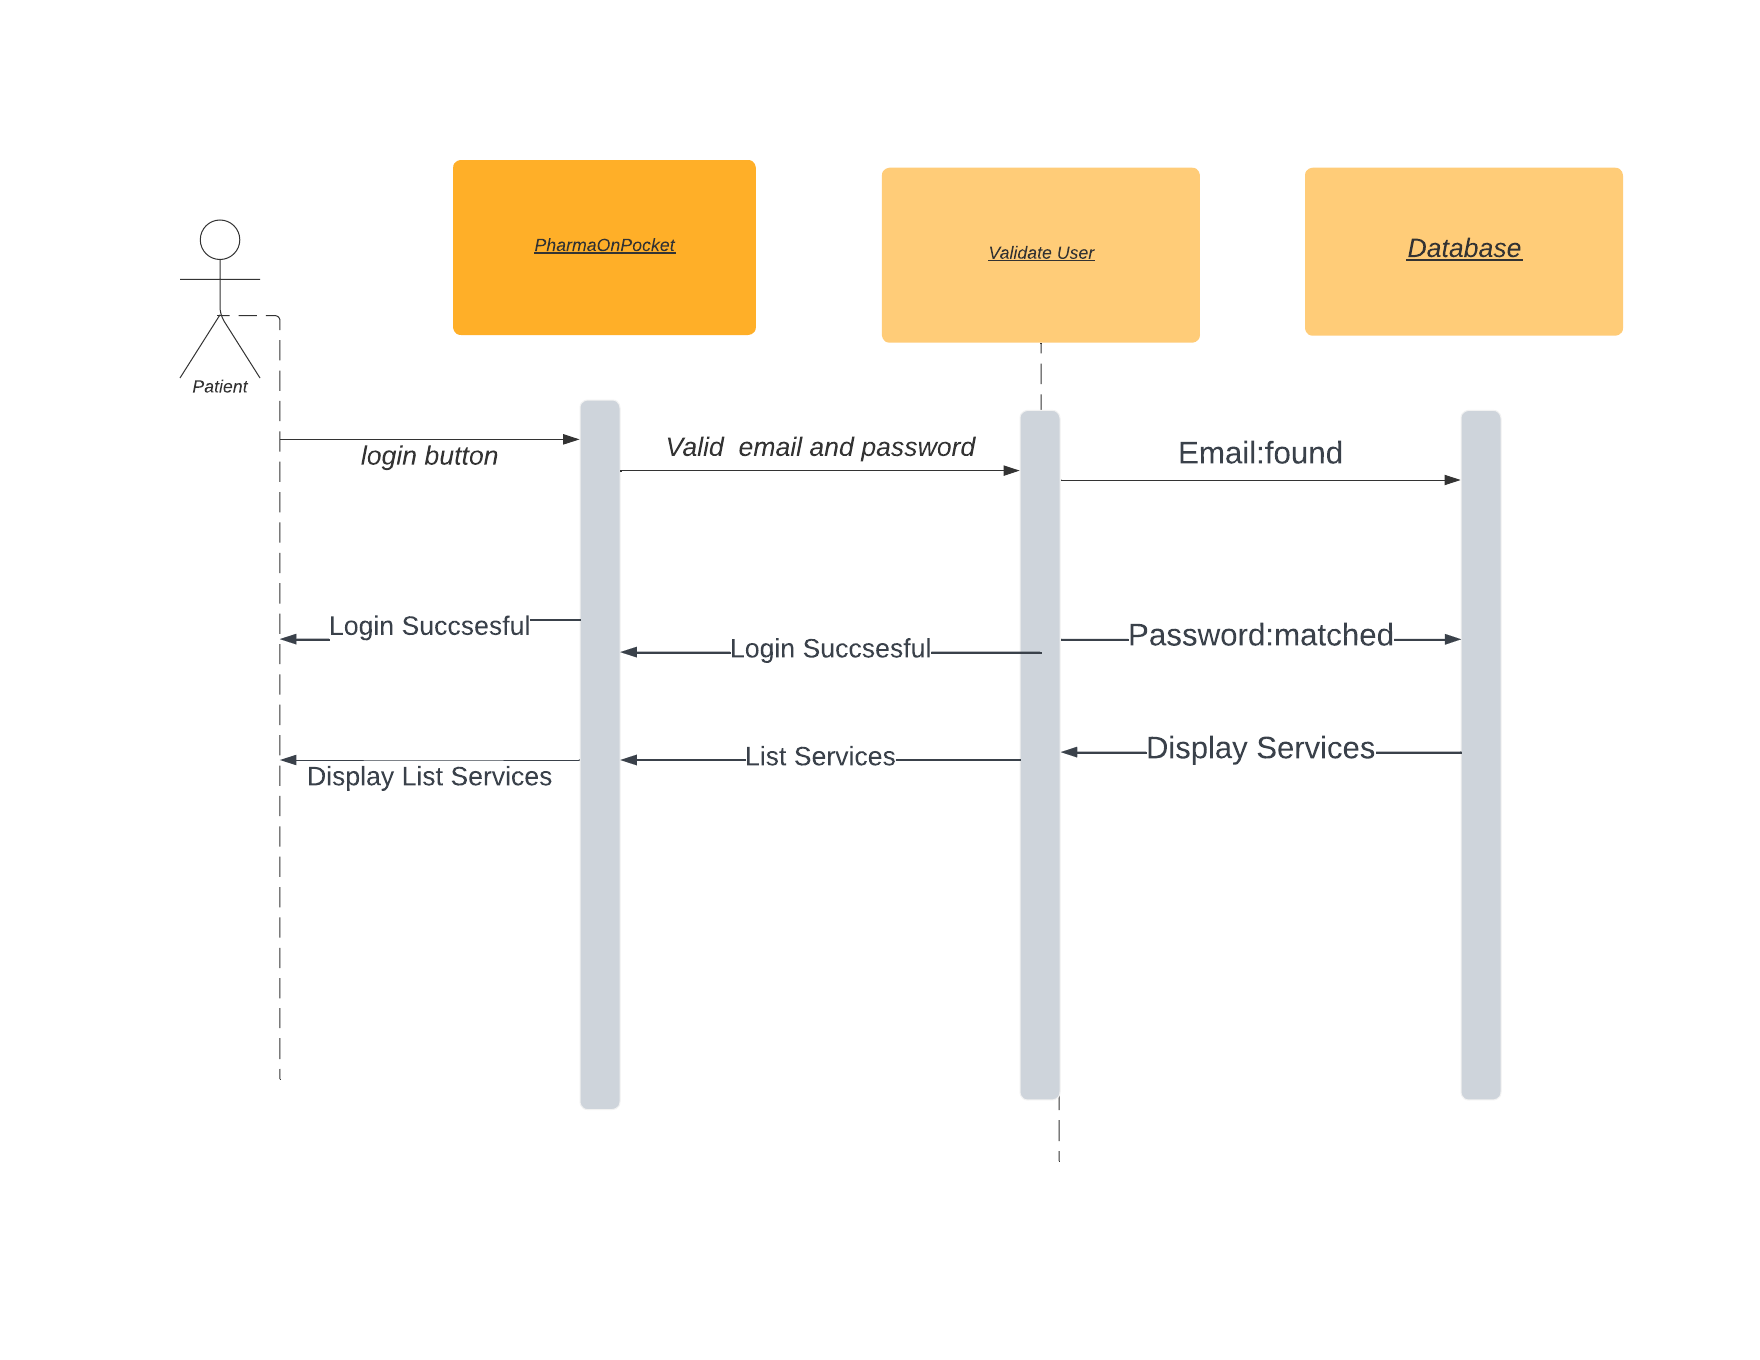 PharmaOnPocket
Validate User
Database
Patient
login button
Valid  email and password
Email:found
Login Succsesful
Login Succsesful
Password:matched
Display List Services
List Services
Display Services